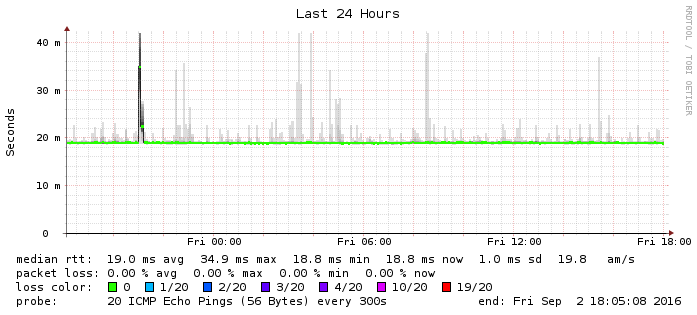 Last 24 Hours
RRDTOOL / TOBI OETIKER
Seconds
40 m
30 m
20 m
10 m
0
Fri 00:00 Fri 06:00 Fri 12:00 Fri 18:00
median rtt: 19.0 ms avg 34.9 ms max 18.8 ms min 18.8 ms now 1.0 ms sd 19.8 am/s
packet loss: 0.00 % avg 0.00 % max 0.00 % min 0.00 % now
loss color: 0 1/20 2/20 3/20 4/20 10/20 19/20
probe: 20 ICMP Echo Pings (56 Bytes) every 300s end: Fri Sep 2 18:05:08 2016